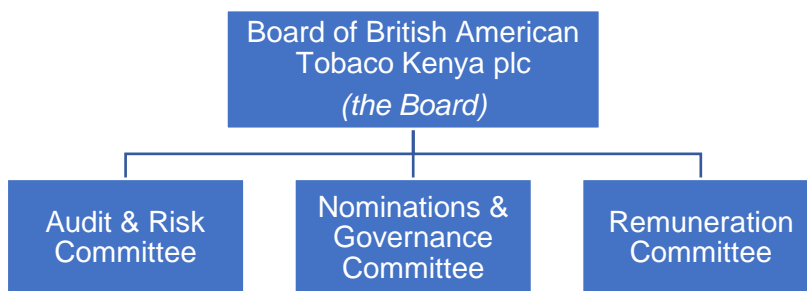 Board of British American
Tobaco Kenya plc
(the Board)
Audit & Risk
Committee
Nominations &
Governance
Committee
Remuneration
Committee